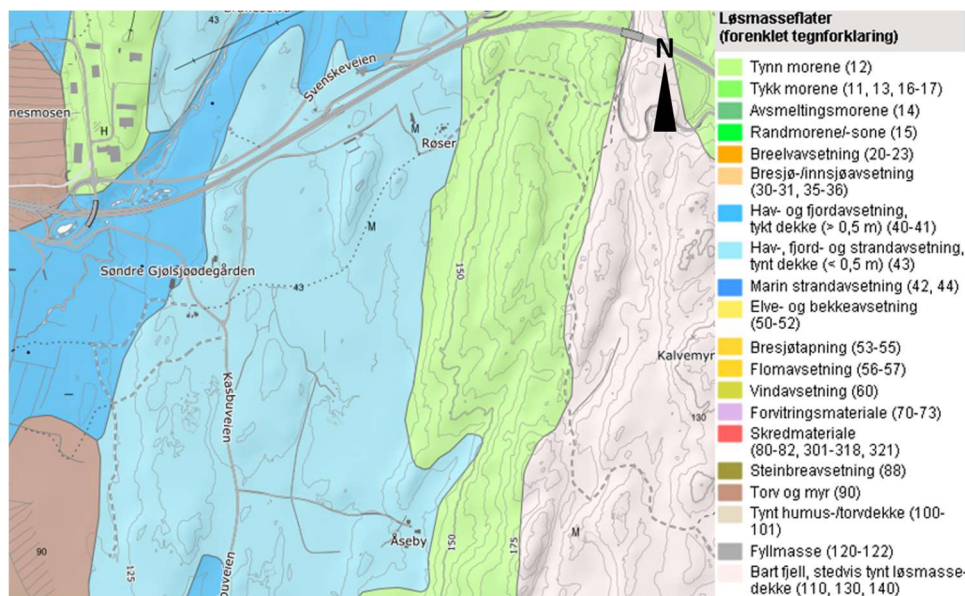 43
nesmosen
H
Svenskeveien
M
Røser
M
Søndre Gjølsjøødegården
43
150
Kasbuveien
Kalvemyr
130
90
Åseby
M
125
150
175
N
Løsmasseflater
(forenklet tegnforklaring)
Tynn morene (12)
Tykk morene (11, 13, 16-17)
Avsmeltingsmorene (14)
Randmorene/-sone (15)
Breelvavsetning (20-23)
Bresjø-/innsjøavsetning
(30-31, 35-36)
Hav- og fjordavsetning,
tykt dekke (> 0,5 m) (40-41)
Hav-, fjord- og strandavsetning,
tynt dekke (< 0,5 m) (43)
Marin strandavsetning (42, 44)
Elve- og bekkeavsetning
(50-52)
Bresjøtapning (53-55)
Flomavsetning (56-57)
Vindavsetning (60)
Forvitringsmateriale (70-73)
Skredmateriale
(80-82, 301-318, 321)
Steinbreavsetning (88)
Torv og myr (90)
Tynt humus-/torvdekke (100-
101)
Fyllmasse (120-122)
Bart fjell, stedvis tynt løsmasse-
dekke (110, 130, 140)